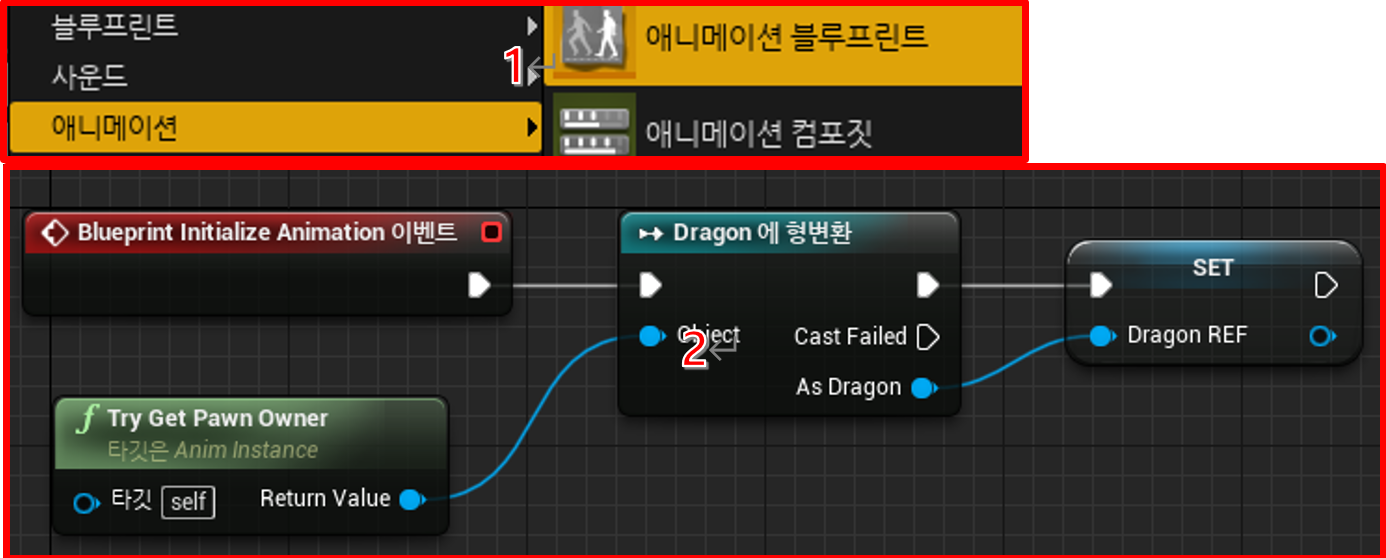 블루프린트
애니메이션 블루프린트
1
사운드
애니메이션
애니메이션 컴포짓
Blueprint Initialize Animation 이벤트
Dragon 에 형변환
SET
Object
Cast Failed
Dragon REF
2
As Dragon
f Try Get Pawn Owner
타깃은 Anim Instance
타깃 self
Return Value